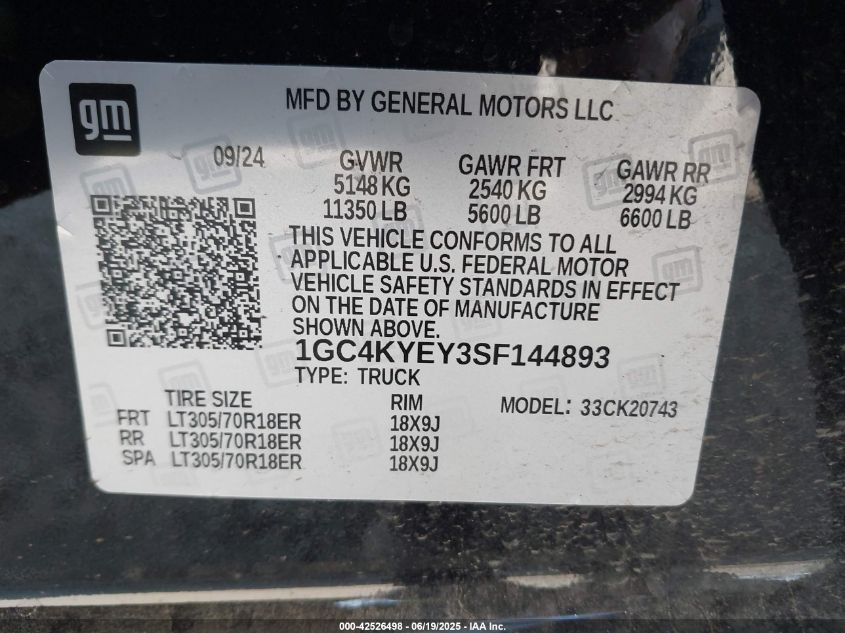 gm
MFD BY GENERAL MOTORS LLC
09/24 GVWR GAWR FRT GAWR RR
5148 KG 2540 KG 2994 KG
11350 LB 5600 LB 6600 LB
THIS VEHICLE CONFORMS TO ALL
APPLICABLE U.S. FEDERAL MOTOR
VEHICLE SAFETY STANDARDS IN EFFECT
ON THE DATE OF MANUFACTURE
SHOWN ABOVE.
1GC4KYEY3SF144893
TYPE: TRUCK
TIRE SIZE RIM MODEL: 33CK20743
FRT LT305/70R18ER 18X9J
RR LT305/70R18ER 18X9J
SPA LT305/70R18ER 18X9J
000-42526498 - 06/19/2025 - IAA Inc.